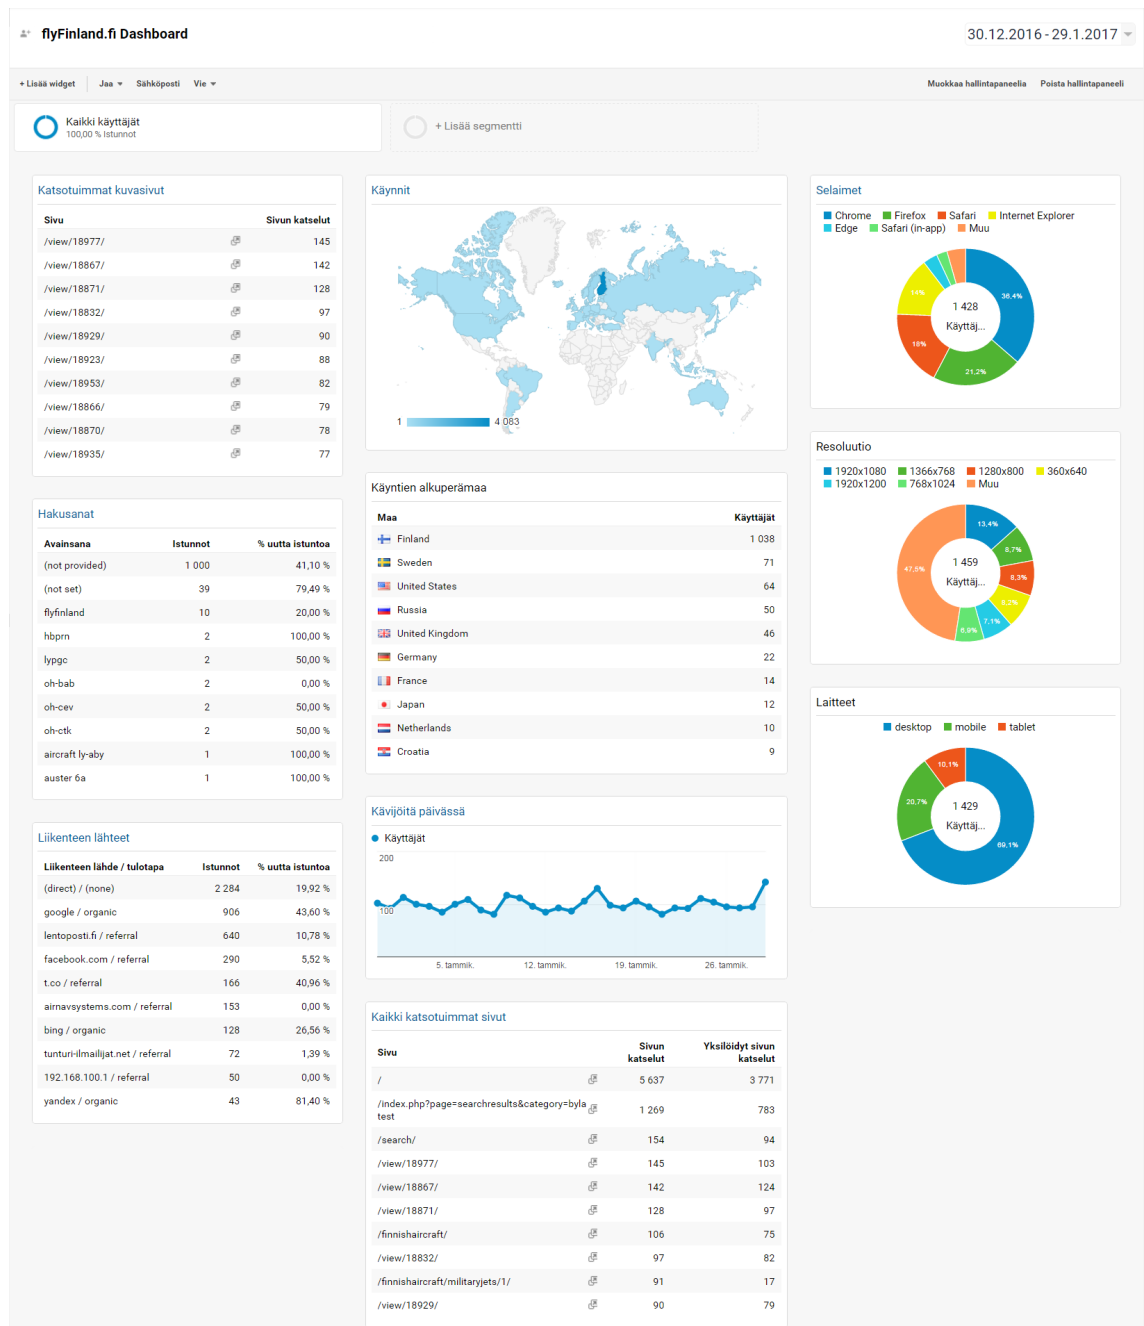 flyFinland.fi Dashboard
30.12.2016 - 29.1.2017
+ Lisää widget
Jaa
Sähköposti
Vie
Muokkaa hallintapaneelia
Poista hallintapaneeli
Kaikki käyttäjät
100,00 % Istunnot
+ Lisää segmentti
Katsotuimmat kuvasivut
Sivu Sivun katselut
/view/18977/ 145
/view/18867/ 142
/view/18871/ 128
/view/18832/ 97
/view/18929/ 90
/view/18923/ 88
/view/18953/ 82
/view/18866/ 79
/view/18870/ 78
/view/18935/ 77
Hakusanat
Avainsana Istunnot % uutta istuntoa
(not provided) 1 000 41,10 %
(not set) 39 79,49 %
flyfinland 10 20,00 %
hbprn 2 100,00 %
lypgc 2 50,00 %
oh-bab 2 0,00 %
oh-cev 2 50,00 %
oh-ctk 2 50,00 %
aircraft ly-aby 1 100,00 %
auster 6a 1 100,00 %
Liikenteen lähteet
Liikenteen lähde / tulotapa Istunnot % uutta istuntoa
(direct) / (none) 2 284 19,92 %
google / organic 906 43,60 %
lentoposti.fi / referral 640 10,78 %
facebook.com / referral 290 5,52 %
t.co / referral 166 40,96 %
airnavsystems.com / referral 153 0,00 %
bing / organic 128 26,56 %
tunturi-ilmailijat.net / referral 72 1,39 %
192.168.100.1 / referral 50 0,00 %
yandex / organic 43 81,40 %
Käynnit
1 4 083
Käyntien alkuperämaa
Maa Käyttäjät
Finland 1 038
Sweden 71
United States 64
Russia 50
United Kingdom 46
Germany 22
France 14
Japan 12
Netherlands 10
Croatia 9
Kävijöitä päivässä
Käyttäjät
200
100
5. tammik. 12. tammik. 19. tammik. 26. tammik.
Kaikki katsotuimmat sivut
Sivu Sivun katselut Yksilöidyt sivun katselut
/ 5 637 3 771
/index.php?page=searchresults&category=byla
test 1 269 783
/search/ 154 94
/view/18977/ 145 103
/view/18867/ 142 124
/view/18871/ 128 97
/finnishaircraft/ 106 75
/view/18832/ 97 82
/finnishaircraft/militaryjets/1/ 91 17
/view/18929/ 90 79
Selaimet
Chrome Firefox Safari Internet Explorer
Edge Safari (in-app) Muu
36,4%
21,2%
18%
14%
1 428
Käyttäj...
Resoluutio
1920x1080 1366x768 1280x800 360x640
1920x1200 768x1024 Muu
13,4%
8,7%
8,3%
8,2%
7,1%
6,9%
47,5%
1 459
Käyttäj...
Laitteet
desktop mobile tablet
10,1%
20,7%
69,1%
1 429
Käyttäj...